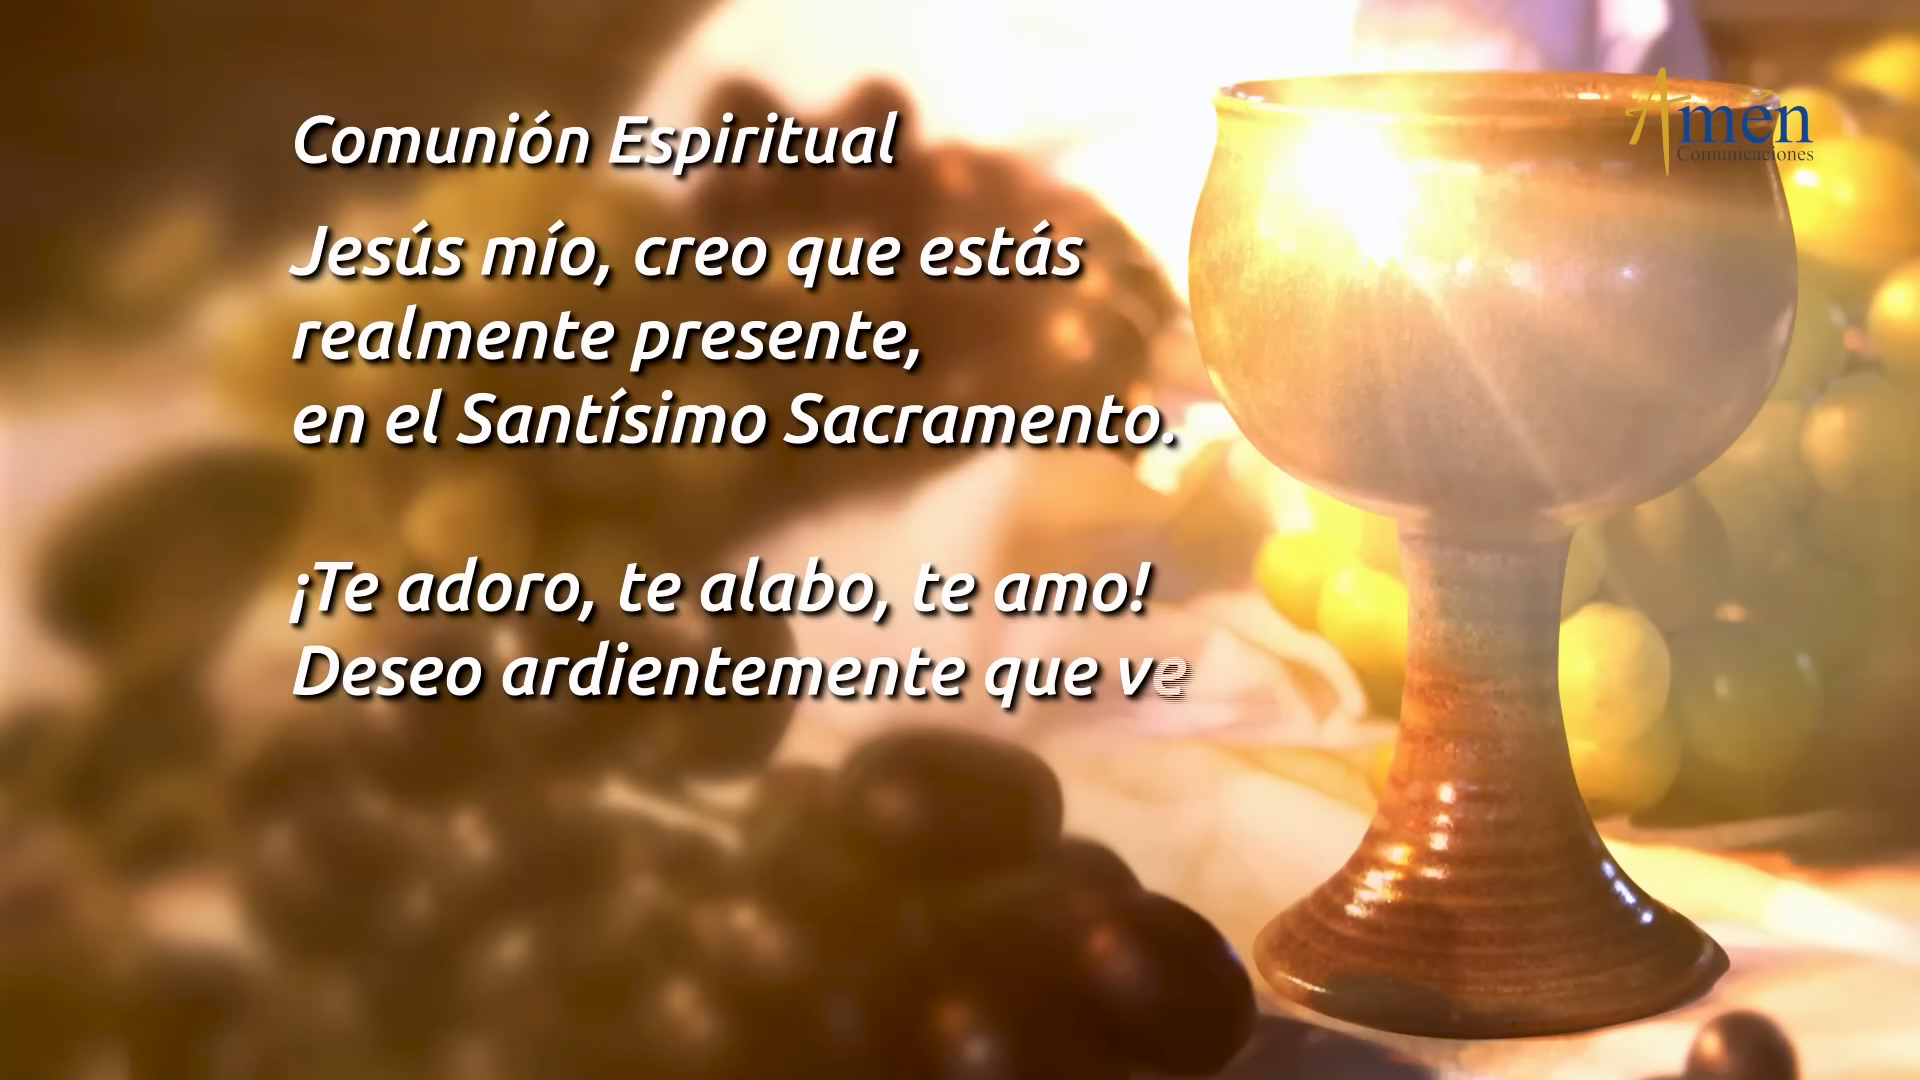 Comunión Espiritual
Jesús mío, creo que estás
realmente presente,
en el Santísimo Sacramento.
¡Te adoro, te alabo, te amo!
Deseo ardientemente que ve
Amen
Comunicaciones